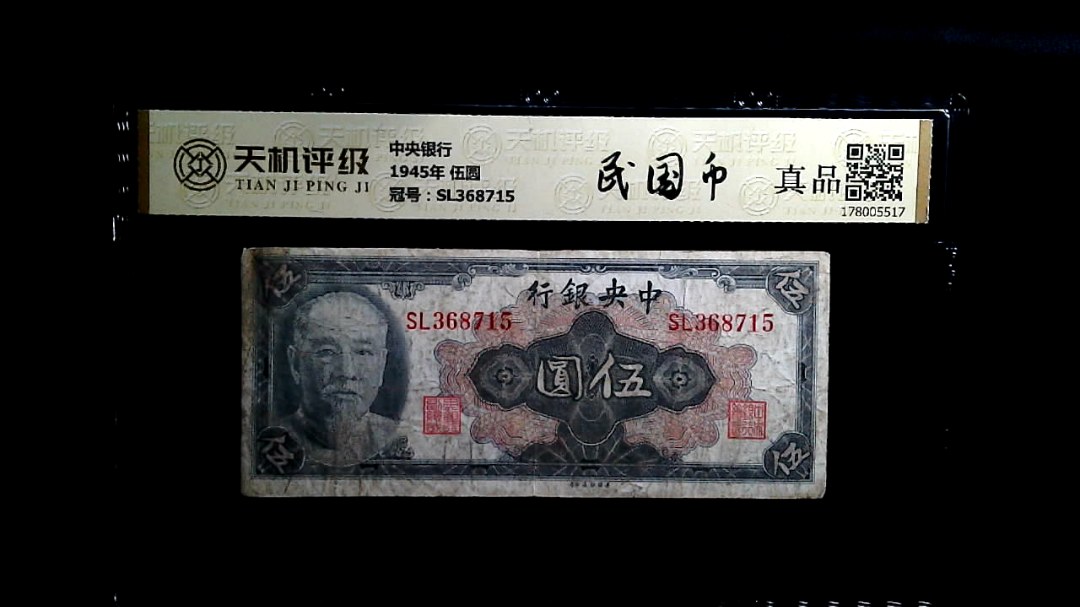 天机评级
TIAN JI PING JI
中央银行
1945年 伍圆
冠号：SL368715
民国币
真品
178005517
伍
伍
行銀央中
SL368715
SL368715
圓伍
伍
伍